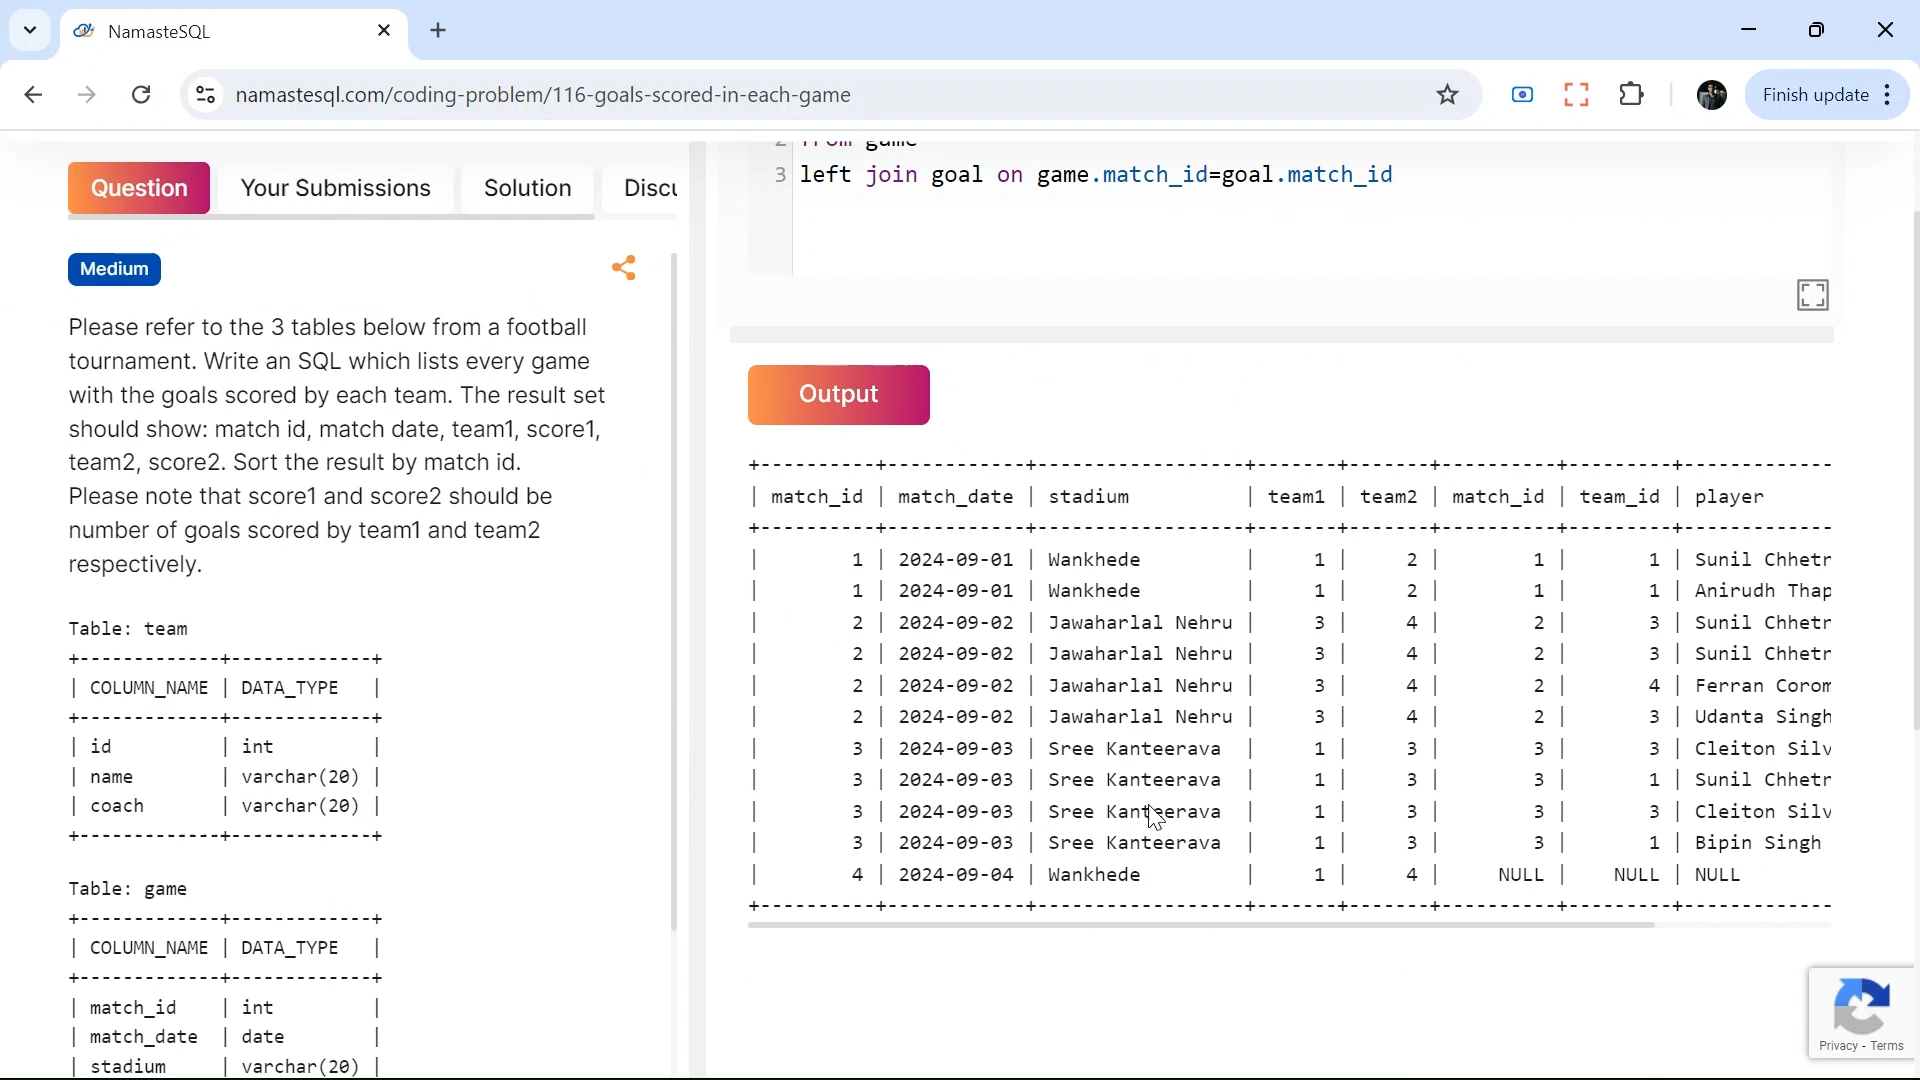 NamasteSQL
namastesql.com/coding-problem/116-goals-scored-in-each-game
Finish update
Question
Your Submissions
Solution
Discu
Medium
Please refer to the 3 tables below from a football
tournament. Write an SQL which lists every game
with the goals scored by each team. The result set
should show: match id, match date, team1, score1,
team2, score2. Sort the result by match id.
Please note that score1 and score2 should be
number of goals scored by team1 and team2
respectively.
Table: team
+-------------+-------------+
| COLUMN_NAME | DATA_TYPE |
+-------------+-------------+
| id | int |
| name | varchar(20) |
| coach | varchar(20) |
+-------------+-------------+
Table: game
+-------------+-------------+
| COLUMN_NAME | DATA_TYPE |
+-------------+-------------+
| match_id | int |
| match_date | date |
| stadium | varchar(20) |
2 from game
3 left join goal on game.match_id=goal.match_id
Output
+----------+------------+------------------+-------+-------+----------+---------+-------------
| match_id | match_date | stadium | team1 | team2 | match_id | team_id | player
+----------+------------+------------------+-------+-------+----------+---------+-------------
| 1 | 2024-09-01 | Wankhede | 1 | 2 | 1 | 1 | Sunil Chhetr
| 1 | 2024-09-01 | Wankhede | 1 | 2 | 1 | 1 | Anirudh Thap
| 2 | 2024-09-02 | Jawaharlal Nehru | 3 | 4 | 2 | 3 | Sunil Chhetr
| 2 | 2024-09-02 | Jawaharlal Nehru | 3 | 4 | 2 | 3 | Sunil Chhetr
| 2 | 2024-09-02 | Jawaharlal Nehru | 3 | 4 | 2 | 4 | Ferran Corom
| 2 | 2024-09-02 | Jawaharlal Nehru | 3 | 4 | 2 | 3 | Udanta Singh
| 3 | 2024-09-03 | Sree Kanteerava | 1 | 3 | 3 | 3 | Cleiton Silv
| 3 | 2024-09-03 | Sree Kanteerava | 1 | 3 | 3 | 1 | Sunil Chhetr
| 3 | 2024-09-03 | Sree Kanteerava | 1 | 3 | 3 | 3 | Cleiton Silv
| 3 | 2024-09-03 | Sree Kanteerava | 1 | 3 | 3 | 1 | Bipin Singh
| 4 | 2024-09-04 | Wankhede | 1 | 4 | NULL | NULL | NULL
+----------+------------+------------------+-------+-------+----------+---------+-------------
Privacy - Terms